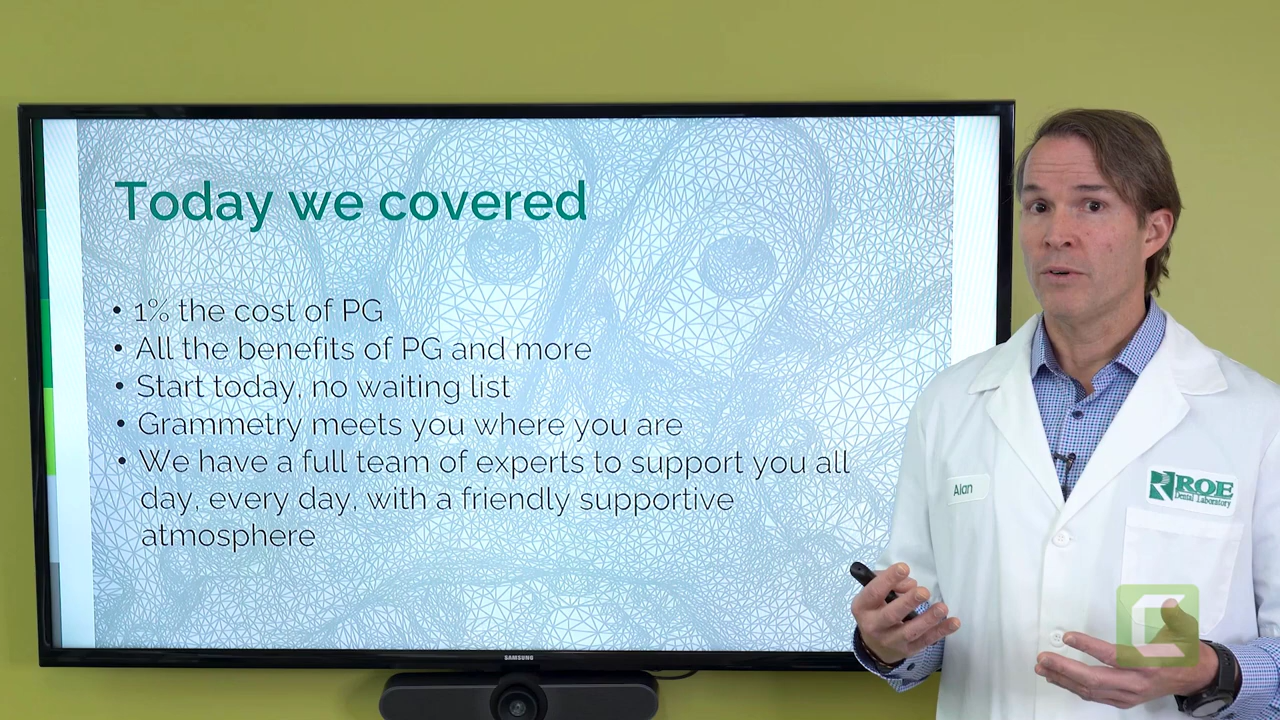 Today we covered
• 1% the cost of PG
• All the benefits of PG and more
• Start today, no waiting list
• Grammetry meets you where you are
• We have a full team of experts to support you all
day, every day, with a friendly supportive
atmosphere
Alan
ROE
Dental Laboratory
SAMSUNG